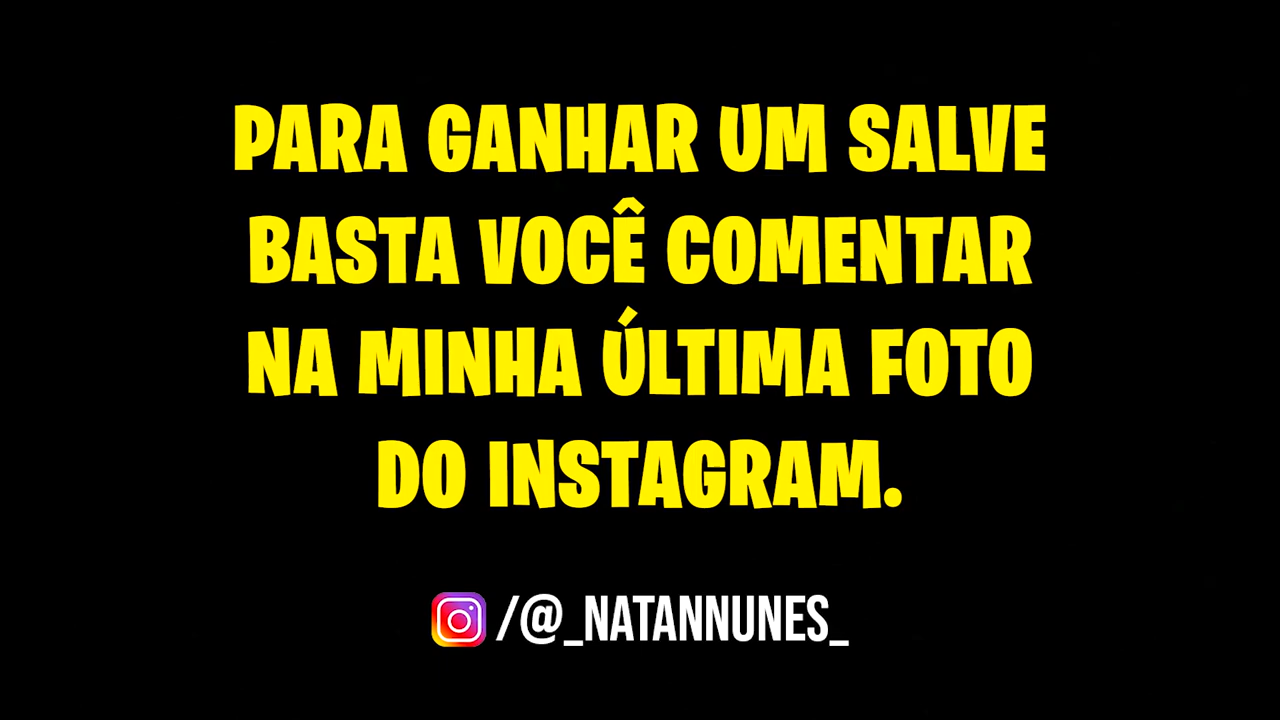 PARA GANHAR UM SALVE
BASTA VOCÊ COMENTAR
NA MINHA ÚLTIMA FOTO
DO INSTAGRAM.
/@_NATANNUNES_